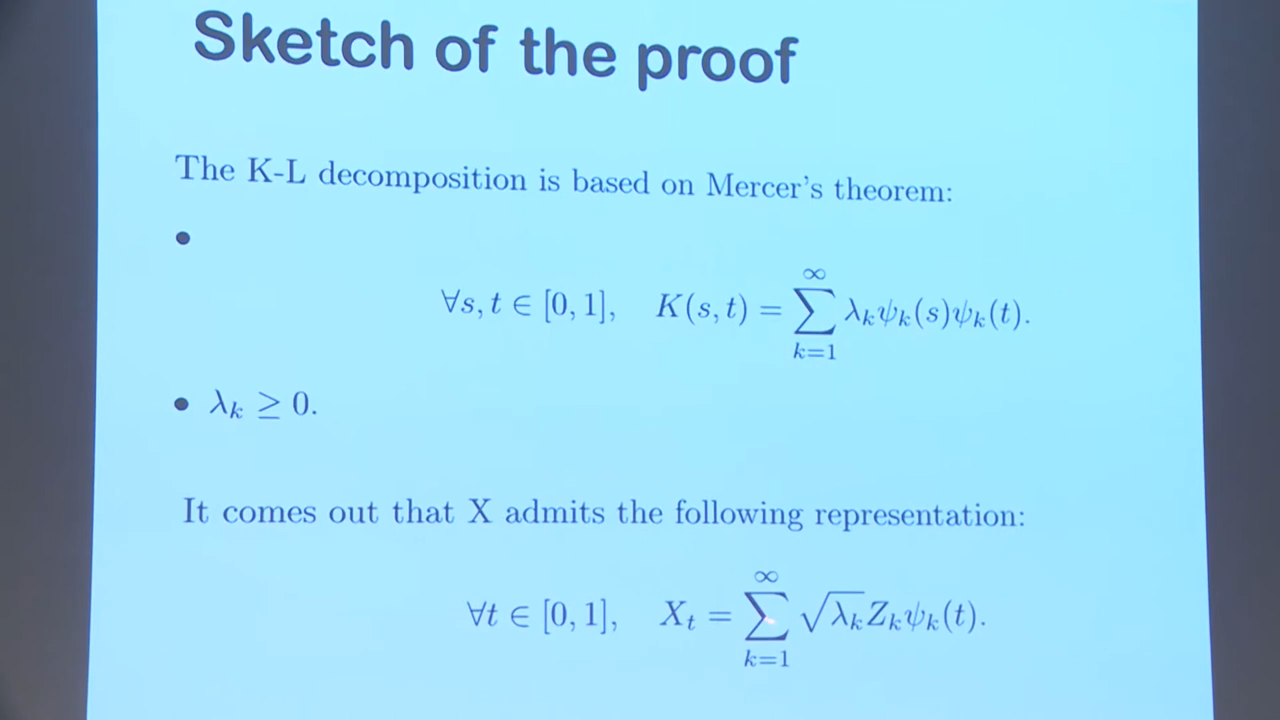 Sketch of the proof
The K-L decomposition is based on Mercer's theorem:
• 
∀s, t ∈ [0, 1], K(s, t) = ∑_{k=1}^{∞} λ_k ψ_k(s)ψ_k(t).
• λ_k ≥ 0.
It comes out that X admits the following representation:
∀t ∈ [0, 1], X_t = ∑_{k=1}^{∞} √λ_k Z_k ψ_k(t).